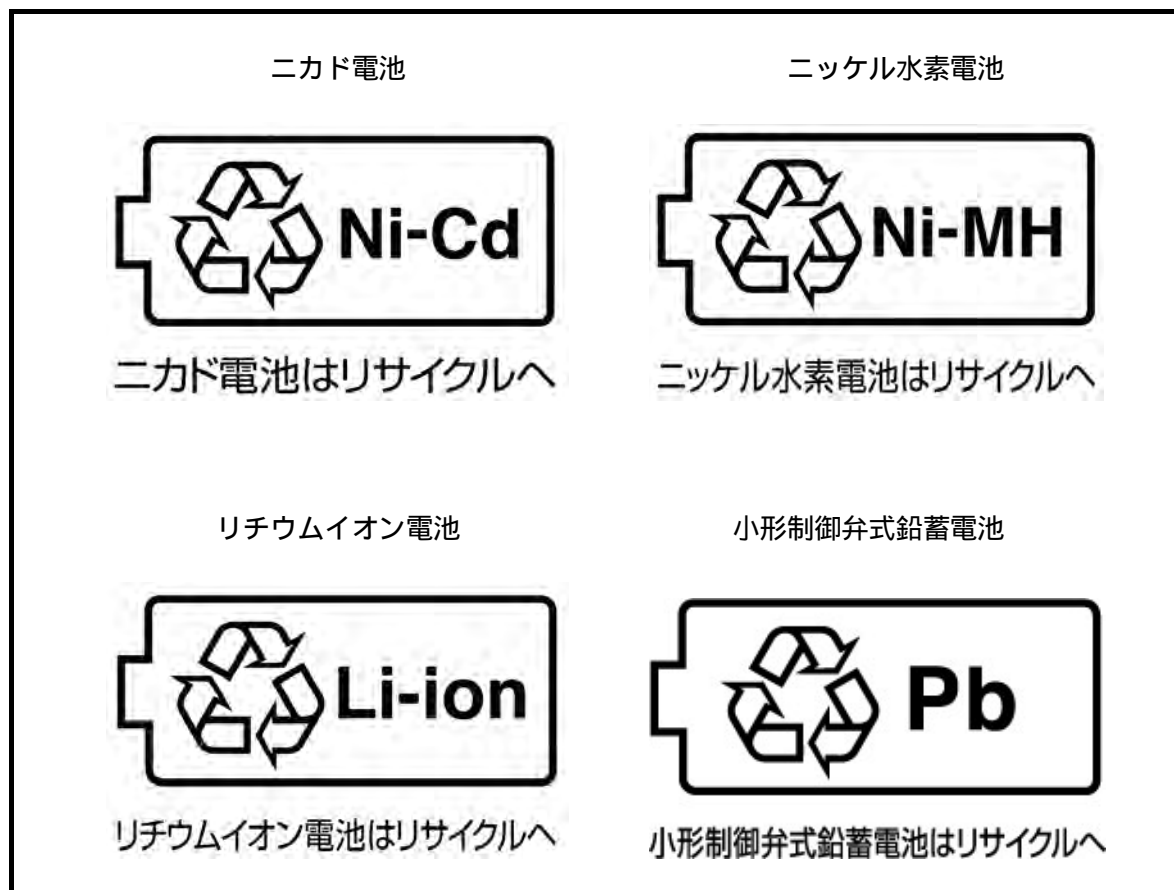 ニカド電池
ニッケル水素電池
Ni-Cd
Ni-MH
ニカド電池はリサイクルへ
ニッケル水素電池はリサイクルへ
リチウムイオン電池
小形制御弁式鉛蓄電池
Li-ion
Pb
リチウムイオン電池はリサイクルへ
小形制御弁式鉛蓄電池はリサイクルへ